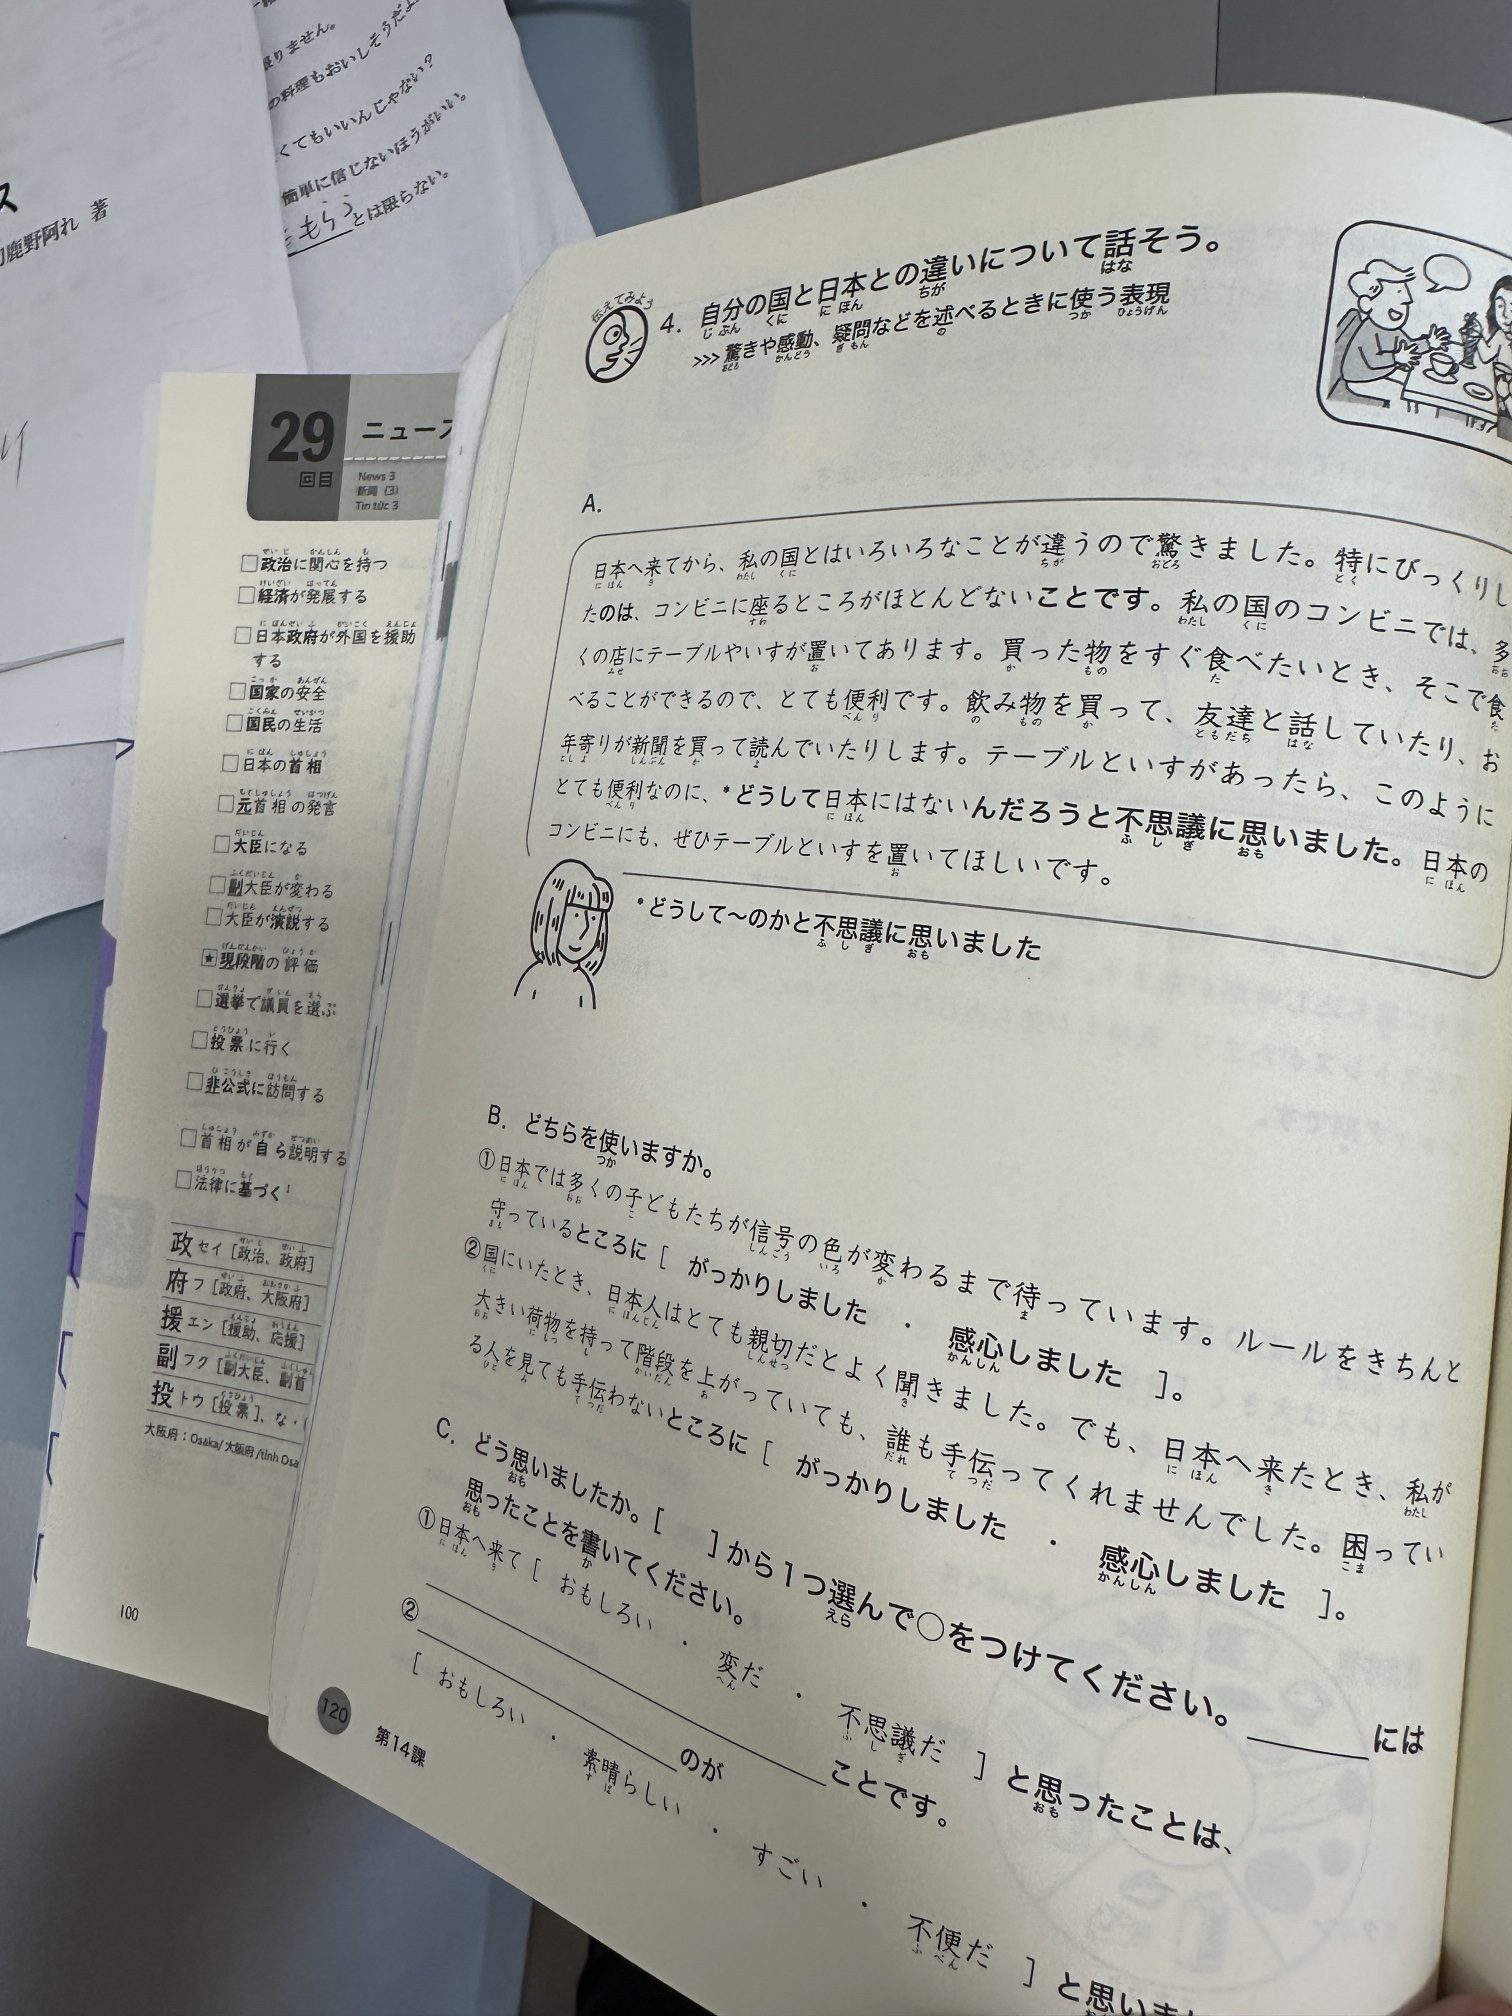 ス
鹿野阿れ 著
りません。
の料理もおいしそうだよ
くてもいいんじゃない?
簡単に信じないほうがいい。
もらうとは限らない。
29
回目
ニュース
News 3
新聞 (3)
Tin tức 3
□政治に関心を持つ
□経済が発展する
□日本政府が外国を援助
する
□国家の安全
□国民の生活
□日本の首相
□元首相の発言
□大臣になる
□副大臣が変わる
□大臣が演説する
★現段階の評価
□選挙で議員を選ぶ
□投票に行く
□非公式に訪問する
□首相が自ら説明する
□法律に基づく
政 セイ [政治、政府]
府 フ [政府、大阪府]
援 エン [援助、応援]
副 フク [副大臣、副首
投 トウ [投票]、な・(
大阪府:Osaka/大阪府/tỉnh Osa
100
伝えてみよう
4. 自分の国と日本との違いについて話そう。
>>> 驚きや感動、疑問などを述べるときに使う表現
A.
日本へ来てから、私の国とはいろいろなことが違うので驚きました。特にびっくりし
たのは、コンビニに座るところがほとんどないことです。私の国のコンビニでは、多
くの店にテーブルやいすが置いてあります。買った物をすぐ食べたいとき、そこで食
べることができるので、とても便利です。飲み物を買って、友達と話していたり、お
年寄りが新聞を買って読んでいたりします。テーブルといすがあったら、このように
とても便利なのに、*どうして日本にはないんだろうと不思議に思いました。日本の
コンビニにも、ぜひテーブルといすを置いてほしいです。
*どうして〜のかと不思議に思いました
B. どちらを使いますか。
①日本では多くの子どもたちが信号の色が変わるまで待っています。ルールをきちんと
守っているところに [ がっかりしました ・ 感心しました ]。
②国にいたとき、日本人はとても親切だとよく聞きました。でも、日本へ来たとき、私が
大きい荷物を持って階段を上がっていても、誰も手伝ってくれませんでした。困ってい
る人を見ても手伝わないところに [ がっかりしました ・ 感心しました ]。
C. どう思いましたか。[ ]から1つ選んで○をつけてください。______には
思ったことを書いてください。
①日本へ来て [ おもしろい ・ 変だ ・ 不思議だ ] と思ったことは、
______ことです。
②______のが
[ おもしろい ・ 素晴らしい ・ すごい ・ 不便だ ] と思いまし
120
第14課